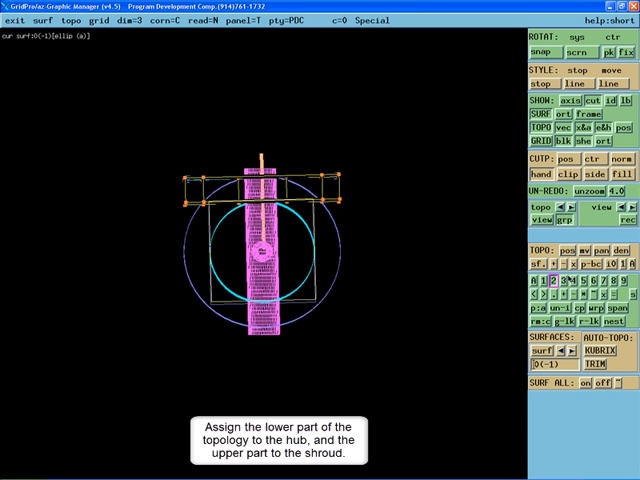 GridPro/az-Graphic Manager (v4.5)    Program Development Comp.(914)761-1732
exit surf topo grid dim=3 corn=C read=N panel=T pty=PDC c=0 Special help:short
cur surf:0(-1)[ellip (a)]
ROTAT: sys ctr
snap scrn pk fix
STYLE: stop move
stop line line
SHOW: axis cut id lb
SURF ort frame
TOPO vec x&a e&h pos
GRID blk she ort
CUTP: pos ctr norm
hand clip side fill
UN-REDO: unzoom 4.0
topo view
view grp rec
TOPO: pos mv pan den
sf. + - x p-bc i0 1 A
A 1 2 3 4 5 6 7 8 9
< > . + - " ~ x = s
p:a un-i cp wrp span
rm:c g-lk r-lk nest
SURFACES: AUTO-TOPO:
surf KUBRIX
0(-1) TRIM
SURF ALL: on off ~
Assign the lower part of the
topology to the hub, and the
upper part to the shroud.